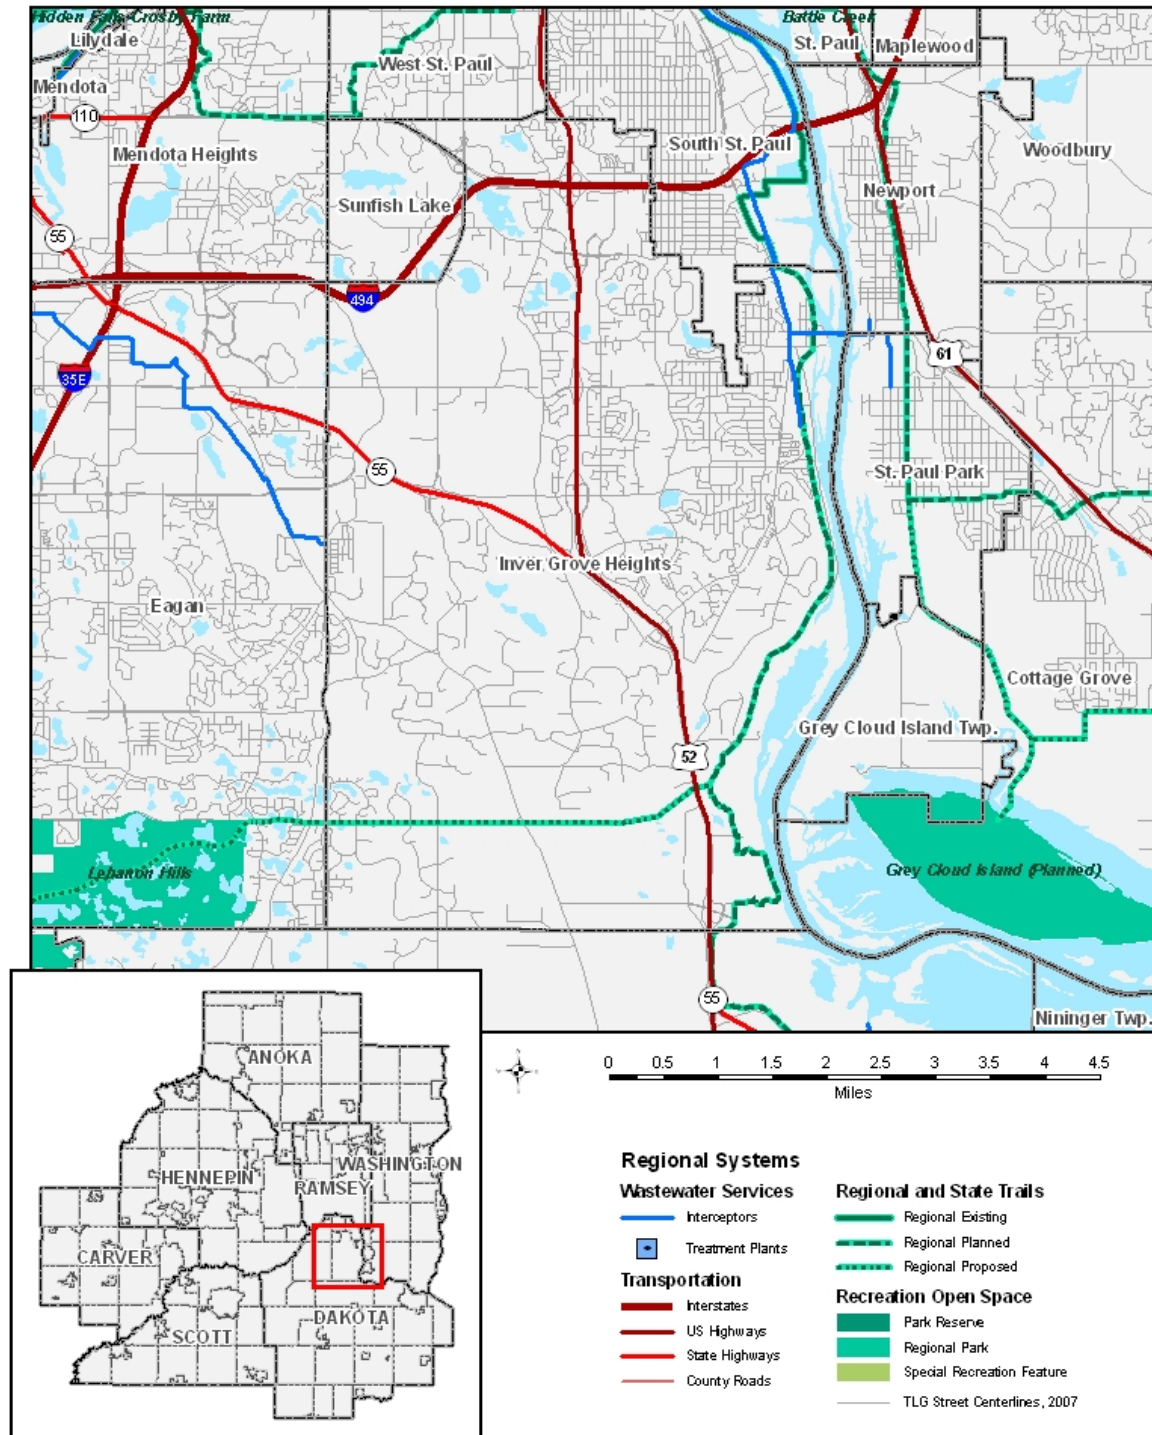 Hidden Falls-Crosby Farm
Battle Creek
Lilydale
St. Paul
Maplewood
West St. Paul
Mendota
110
South St. Paul
Woodbury
Mendota Heights
Newport
Sunfish Lake
55
494
61
35E
55
St. Paul Park
Inver Grove Heights
Eagan
Cottage Grove
Grey Cloud Island Twp.
52
Lebanon Hills
Grey Cloud Island (Planned)
55
Nininger Twp.
ANOKA
HENNEPIN
WASHINGTON
RAMSEY
CARVER
SCOTT
DAKOTA
0 0.5 1 1.5 2 2.5 3 3.5 4 4.5
Miles
Regional Systems
Wastewater Services
Interceptors
Treatment Plants
Transportation
Interstates
US Highways
State Highways
County Roads
Regional and State Trails
Regional Existing
Regional Planned
Regional Proposed
Recreation Open Space
Park Reserve
Regional Park
Special Recreation Feature
TLG Street Centerlines, 2007